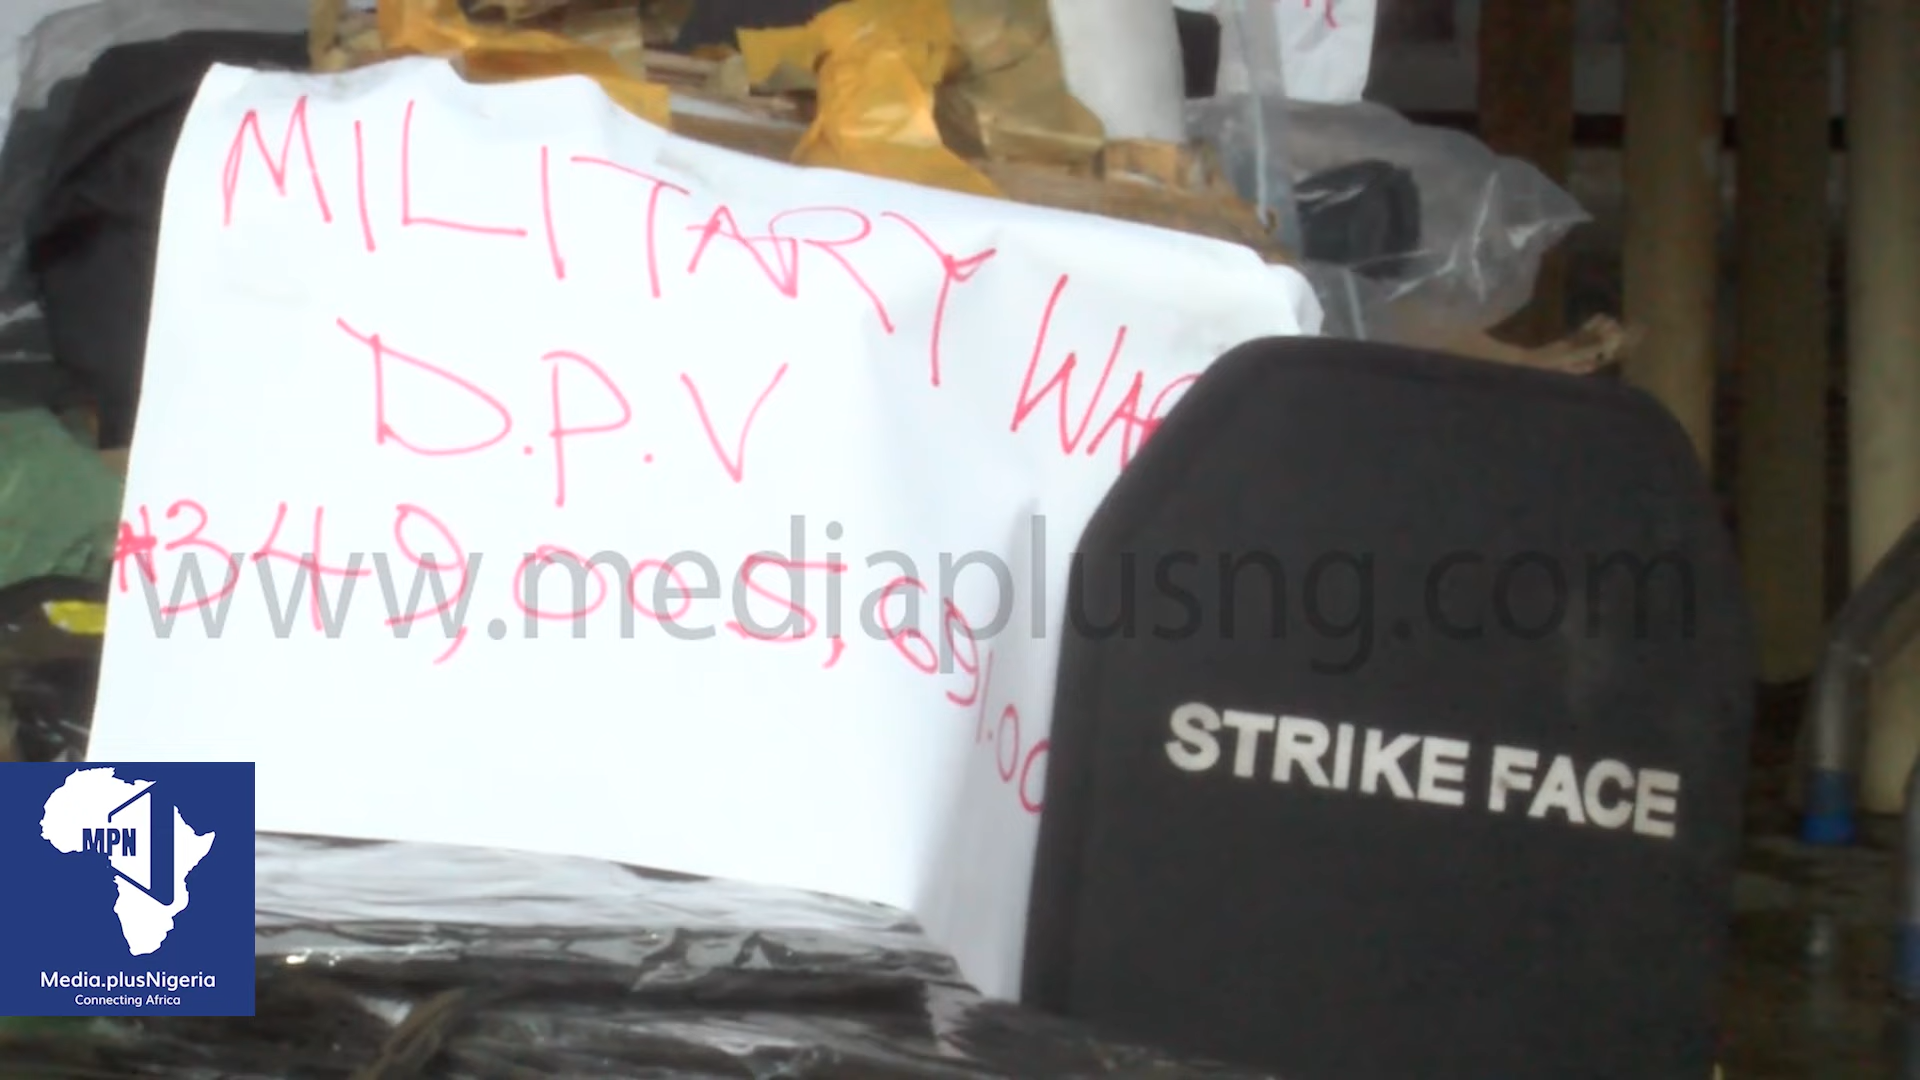 MILITARY WA
D.P.V
₦349,005,691.00
www.mediaplusng.com
STRIKE FACE
MPN
Media.plusNigeria
Connecting Africa